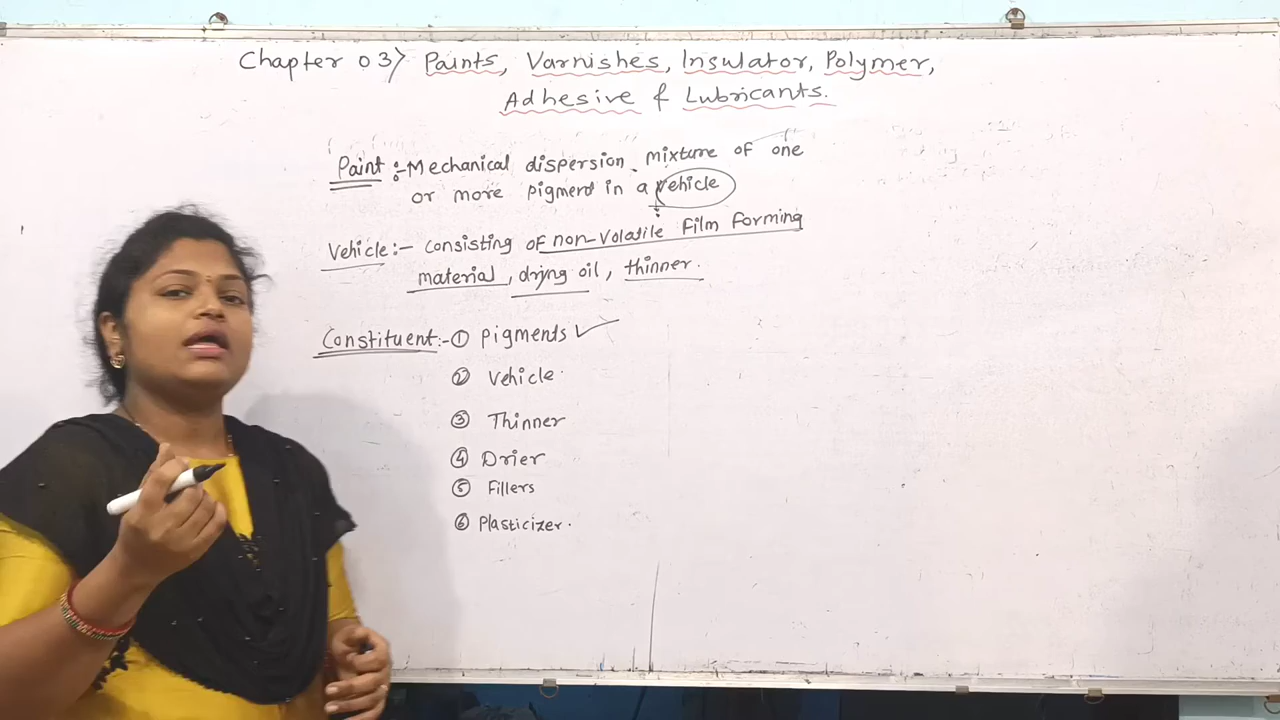 Chapter 03> Paints, Varnishes, Insulator, Polymer,
Adhesive & Lubricants.
Paint :- Mechanical dispersion mixture of one
or more pigment in a vehicle
Vehicle :- consisting of non-volatile film forming
material, drying oil, thinner.
Constituent :- ① Pigments ✓
② Vehicle.
③ Thinner
④ Drier
⑤ Fillers
⑥ Plasticizer.